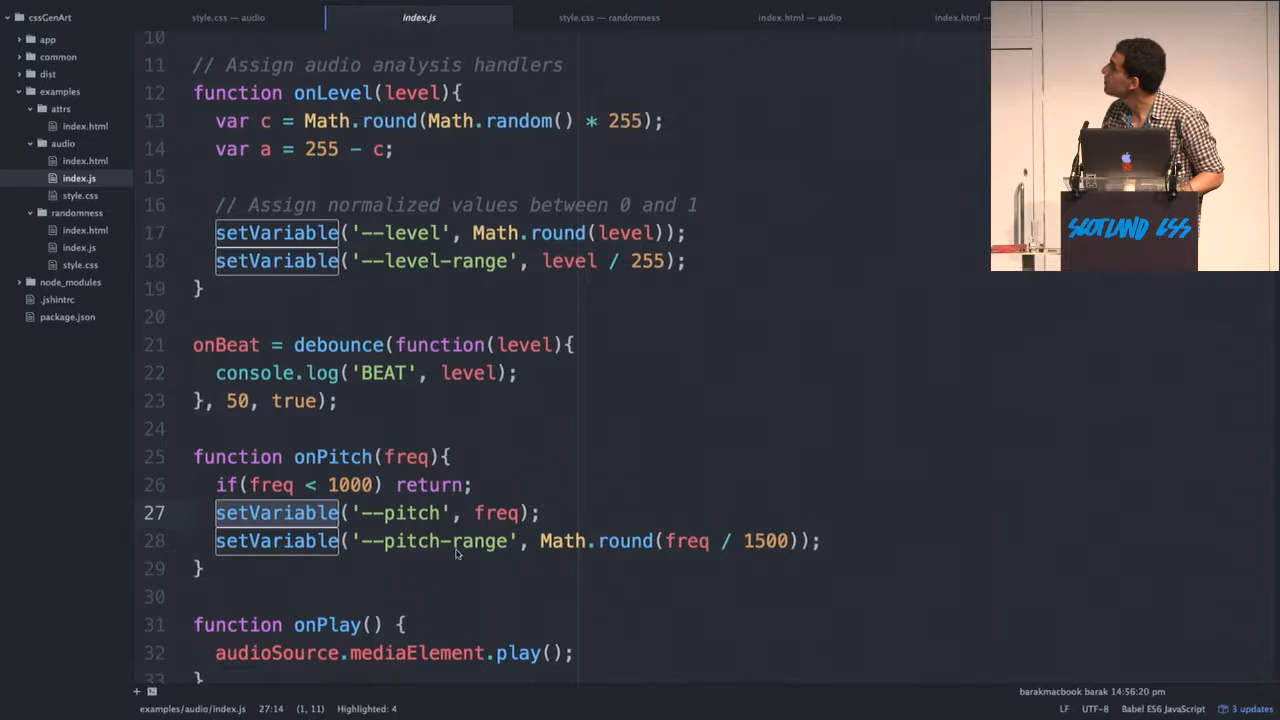 cssGenArt
style.css — audio
index.js
style.css — randomness
index.html — audio
index.html —
app
common
dist
examples
attrs
index.html
audio
index.html
index.js
style.css
randomness
index.html
index.js
style.css
node_modules
.jshintrc
package.json
10
11 // Assign audio analysis handlers
12 function onLevel(level){
13 var c = Math.round(Math.random() * 255);
14 var a = 255 - c;
15
16 // Assign normalized values between 0 and 1
17 setVariable('--level', Math.round(level));
18 setVariable('--level-range', level / 255);
19 }
20
21 onBeat = debounce(function(level){
22 console.log('BEAT', level);
23 }, 50, true);
24
25 function onPitch(freq){
26 if(freq < 1000) return;
27 setVariable('--pitch', freq);
28 setVariable('--pitch-range', Math.round(freq / 1500));
29 }
30
31 function onPlay() {
32 audioSource.mediaElement.play();
33 }
SCOTLAND CSS
barakmacbook barak 14:56:20 pm
examples/audio/index.js 27:14 (1, 11) Highlighted: 4
LF UTF-8 Babel ES6 JavaScript 3 updates